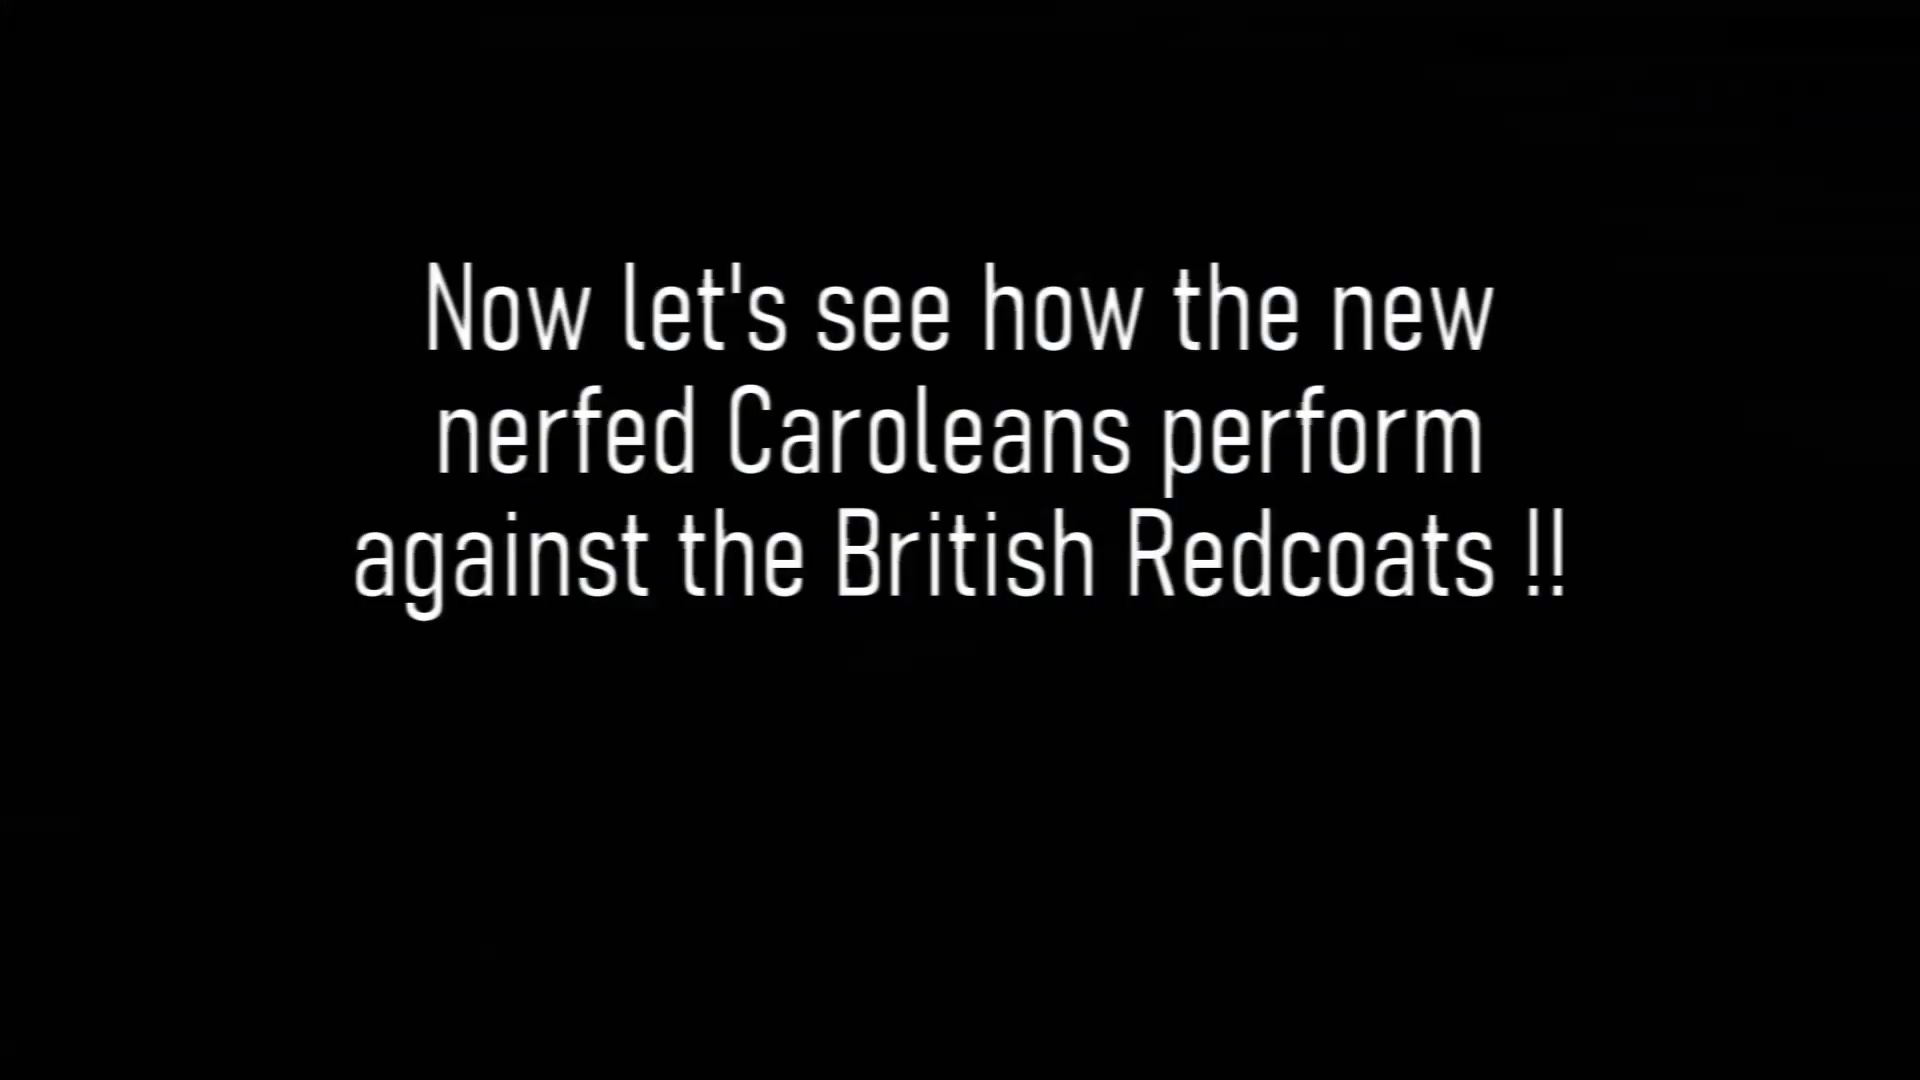 Now let's see how the new
nerfed Caroleans perform
against the British Redcoats !!